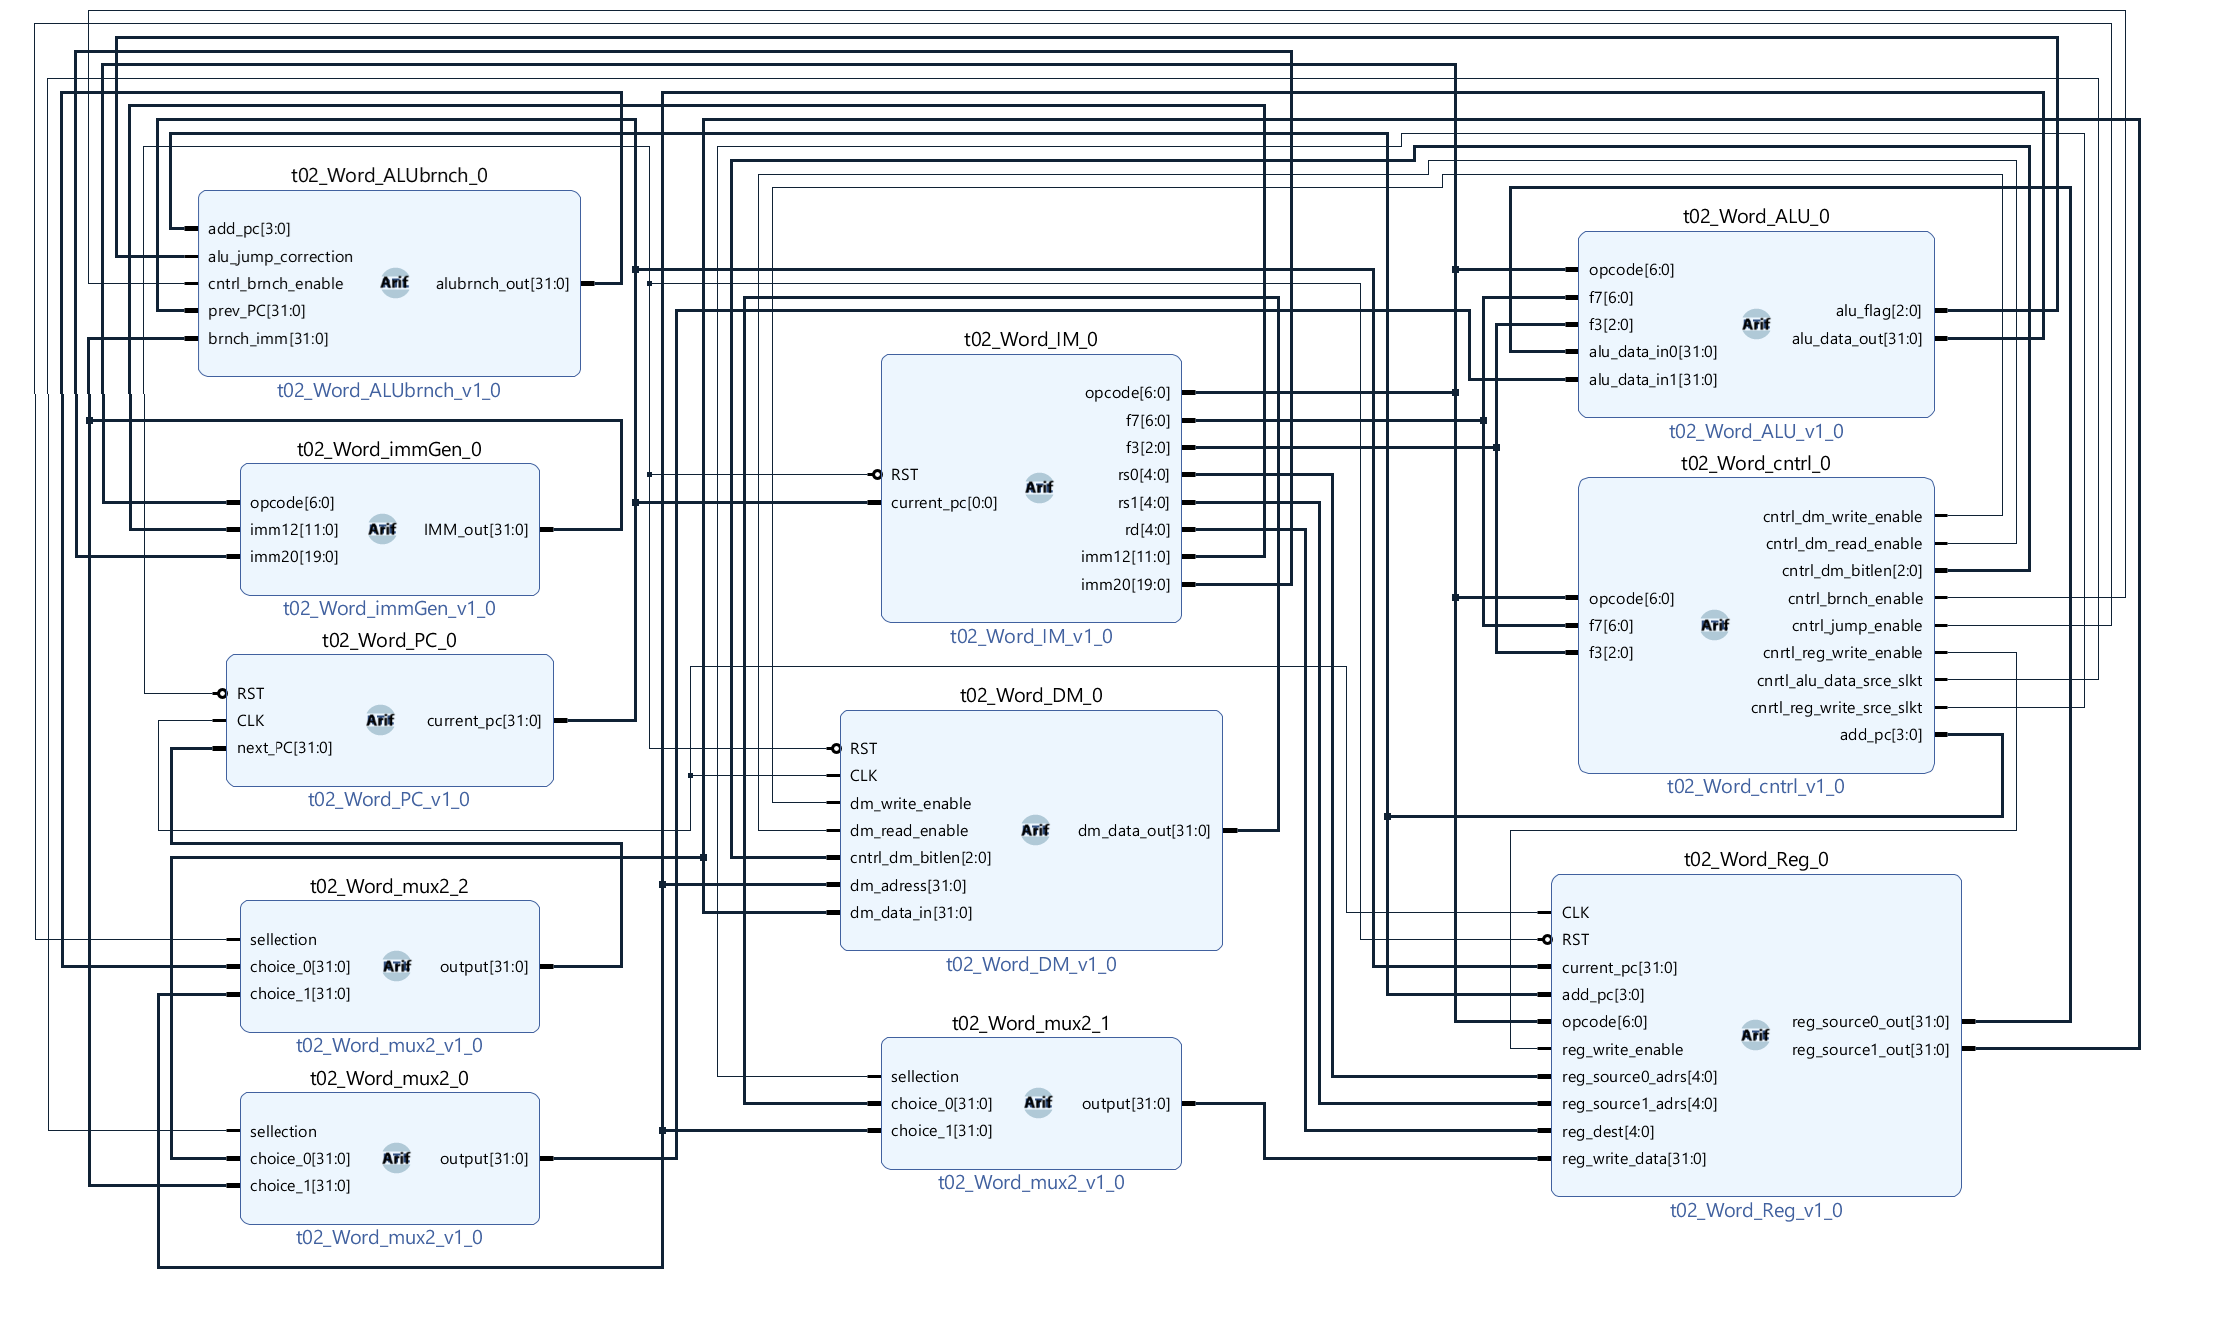 t02_Word_ALUbrnch_0
add_pc[3:0]
alu_jump_correction
cntrl_brnch_enable
prev_PC[31:0]
brnch_imm[31:0]
Arif
alubrnch_out[31:0]
t02_Word_ALUbrnch_v1_0
t02_Word_immGen_0
opcode[6:0]
imm12[11:0]
imm20[19:0]
Arif
IMM_out[31:0]
t02_Word_immGen_v1_0
t02_Word_PC_0
RST
CLK
next_PC[31:0]
Arif
current_pc[31:0]
t02_Word_PC_v1_0
t02_Word_mux2_2
sellection
choice_0[31:0]
choice_1[31:0]
Arif
output[31:0]
t02_Word_mux2_v1_0
t02_Word_mux2_0
sellection
choice_0[31:0]
choice_1[31:0]
Arif
output[31:0]
t02_Word_mux2_v1_0
t02_Word_IM_0
RST
current_pc[0:0]
Arif
opcode[6:0]
f7[6:0]
f3[2:0]
rs0[4:0]
rs1[4:0]
rd[4:0]
imm12[11:0]
imm20[19:0]
t02_Word_IM_v1_0
t02_Word_DM_0
RST
CLK
dm_write_enable
dm_read_enable
cntrl_dm_bitlen[2:0]
dm_adress[31:0]
dm_data_in[31:0]
Arif
dm_data_out[31:0]
t02_Word_DM_v1_0
t02_Word_mux2_1
sellection
choice_0[31:0]
choice_1[31:0]
Arif
output[31:0]
t02_Word_mux2_v1_0
t02_Word_ALU_0
opcode[6:0]
f7[6:0]
f3[2:0]
alu_data_in0[31:0]
alu_data_in1[31:0]
Arif
alu_flag[2:0]
alu_data_out[31:0]
t02_Word_ALU_v1_0
t02_Word_cntrl_0
opcode[6:0]
f7[6:0]
f3[2:0]
Arif
cntrl_dm_write_enable
cntrl_dm_read_enable
cntrl_dm_bitlen[2:0]
cntrl_brnch_enable
cntrl_jump_enable
cnrtl_reg_write_enable
cnrtl_alu_data_srce_slkt
cnrtl_reg_write_srce_slkt
add_pc[3:0]
t02_Word_cntrl_v1_0
t02_Word_Reg_0
CLK
RST
current_pc[31:0]
add_pc[3:0]
opcode[6:0]
reg_write_enable
reg_source0_adrs[4:0]
reg_source1_adrs[4:0]
reg_dest[4:0]
reg_write_data[31:0]
Arif
reg_source0_out[31:0]
reg_source1_out[31:0]
t02_Word_Reg_v1_0